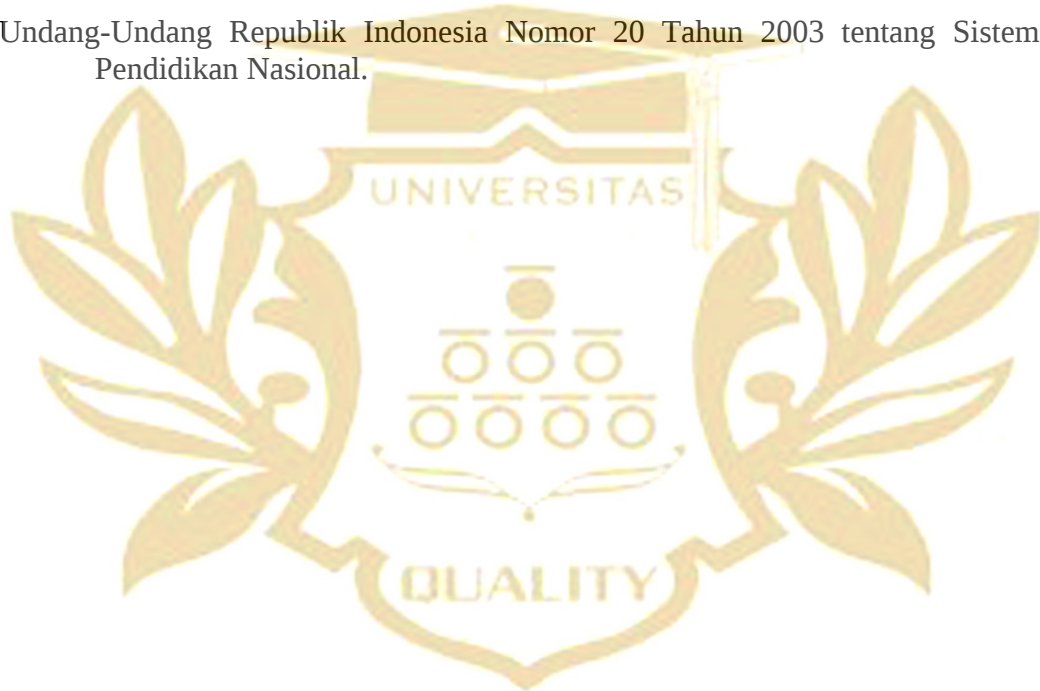 Undang-Undang Republik Indonesia Nomor 20 Tahun 2003 tentang Sistem
Pendidikan Nasional.
UNIVERSITAS
QUALITY